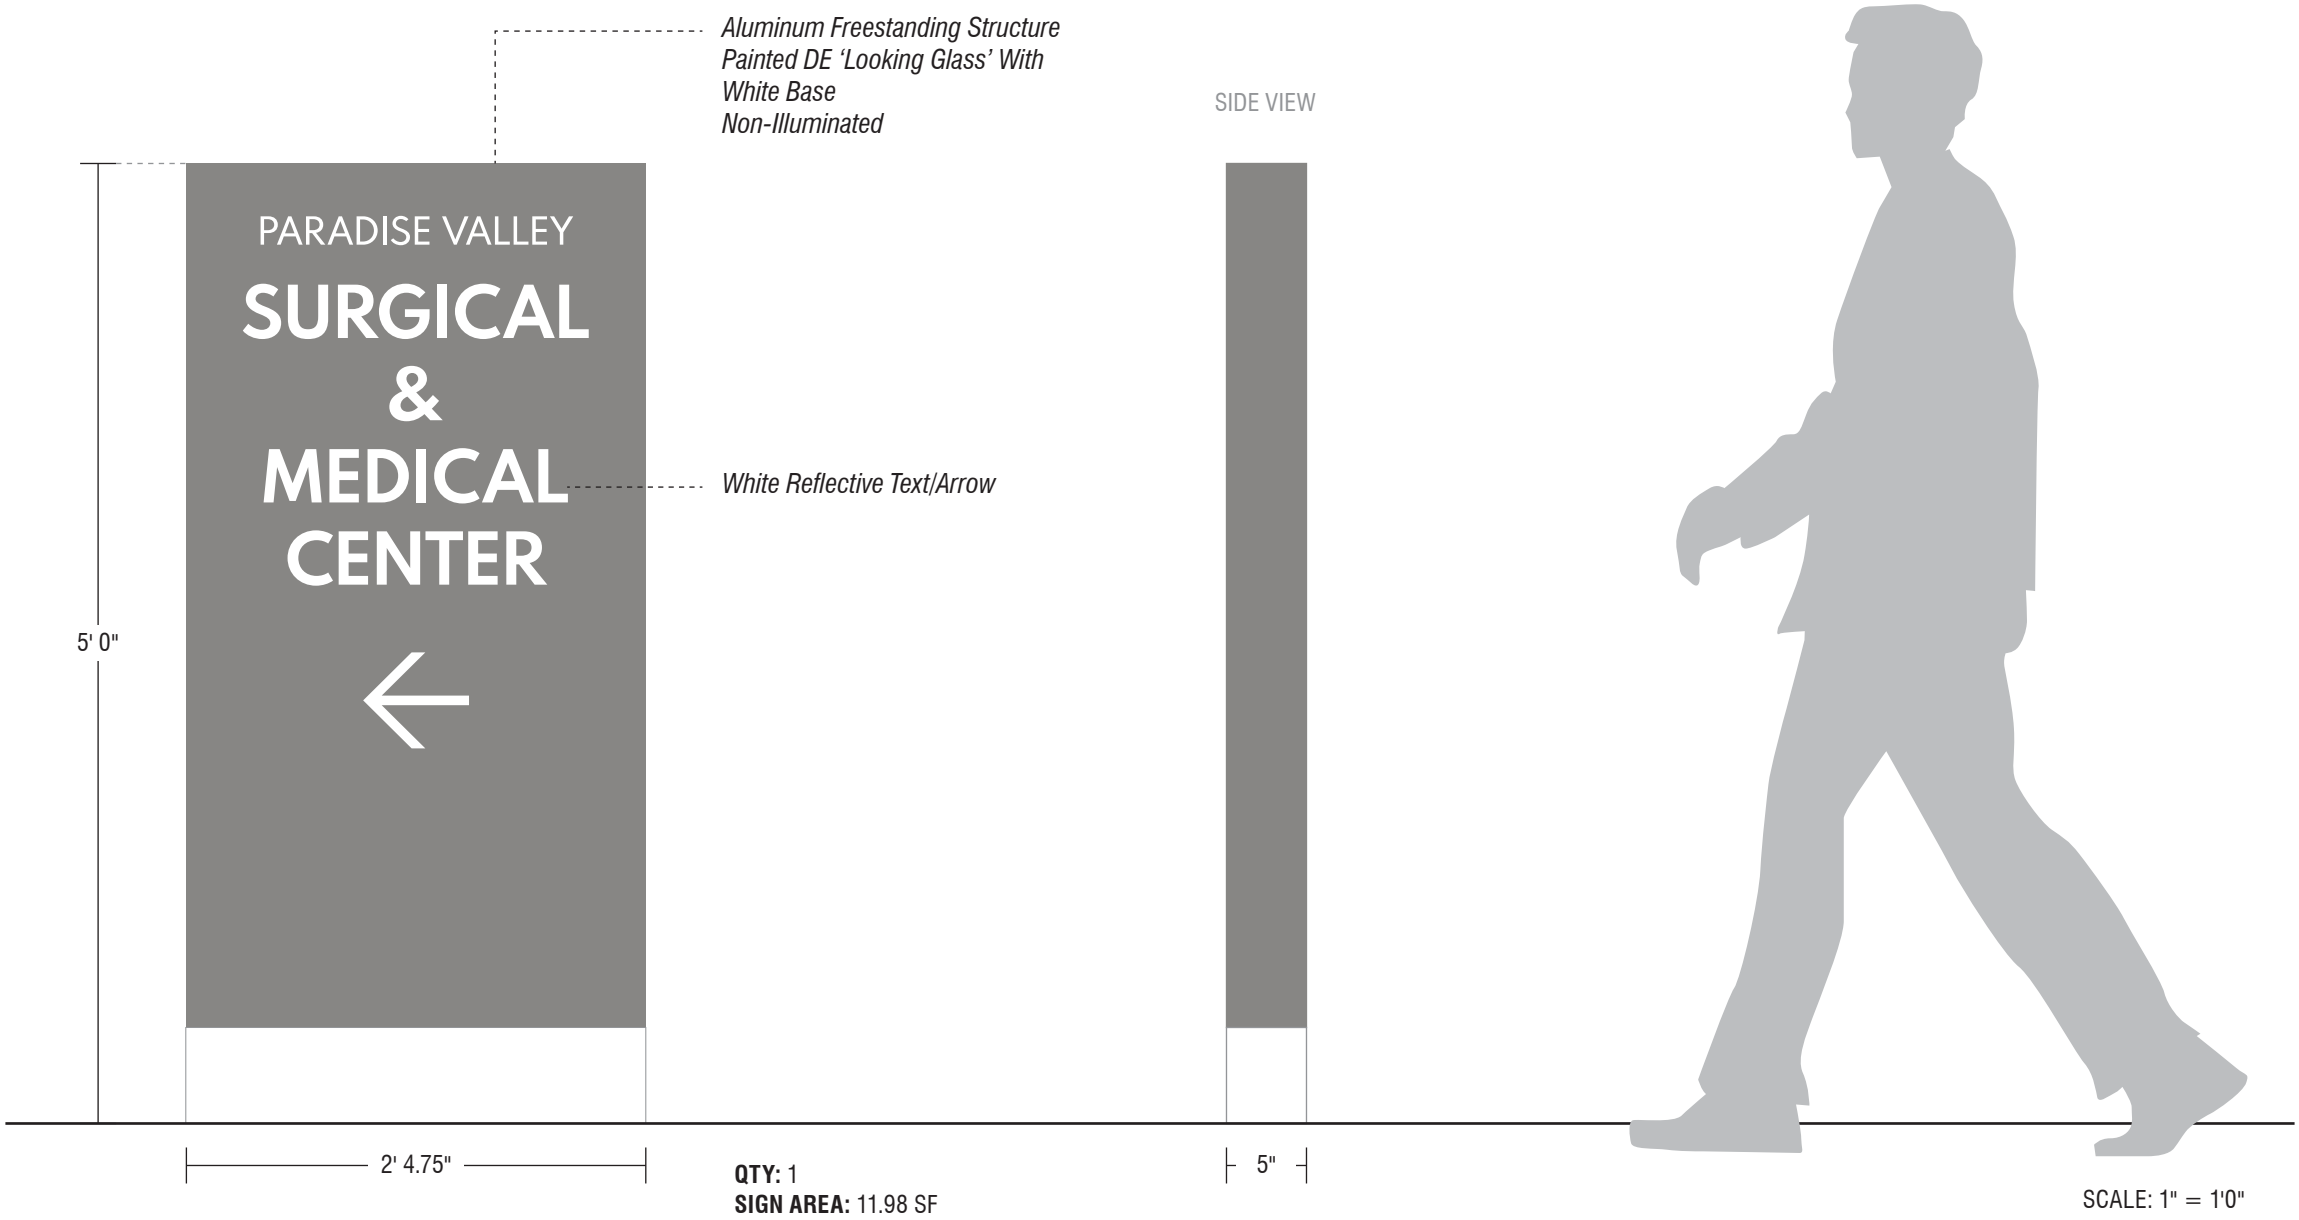 Aluminum Freestanding Structure
Painted DE ‘Looking Glass’ With
White Base
Non-Illuminated
SIDE VIEW
PARADISE VALLEY
SURGICAL
&
MEDICAL
CENTER
White Reflective Text/Arrow
5' 0"
2' 4.75"
QTY: 1
SIGN AREA: 11.98 SF
5"
SCALE: 1" = 1'0"